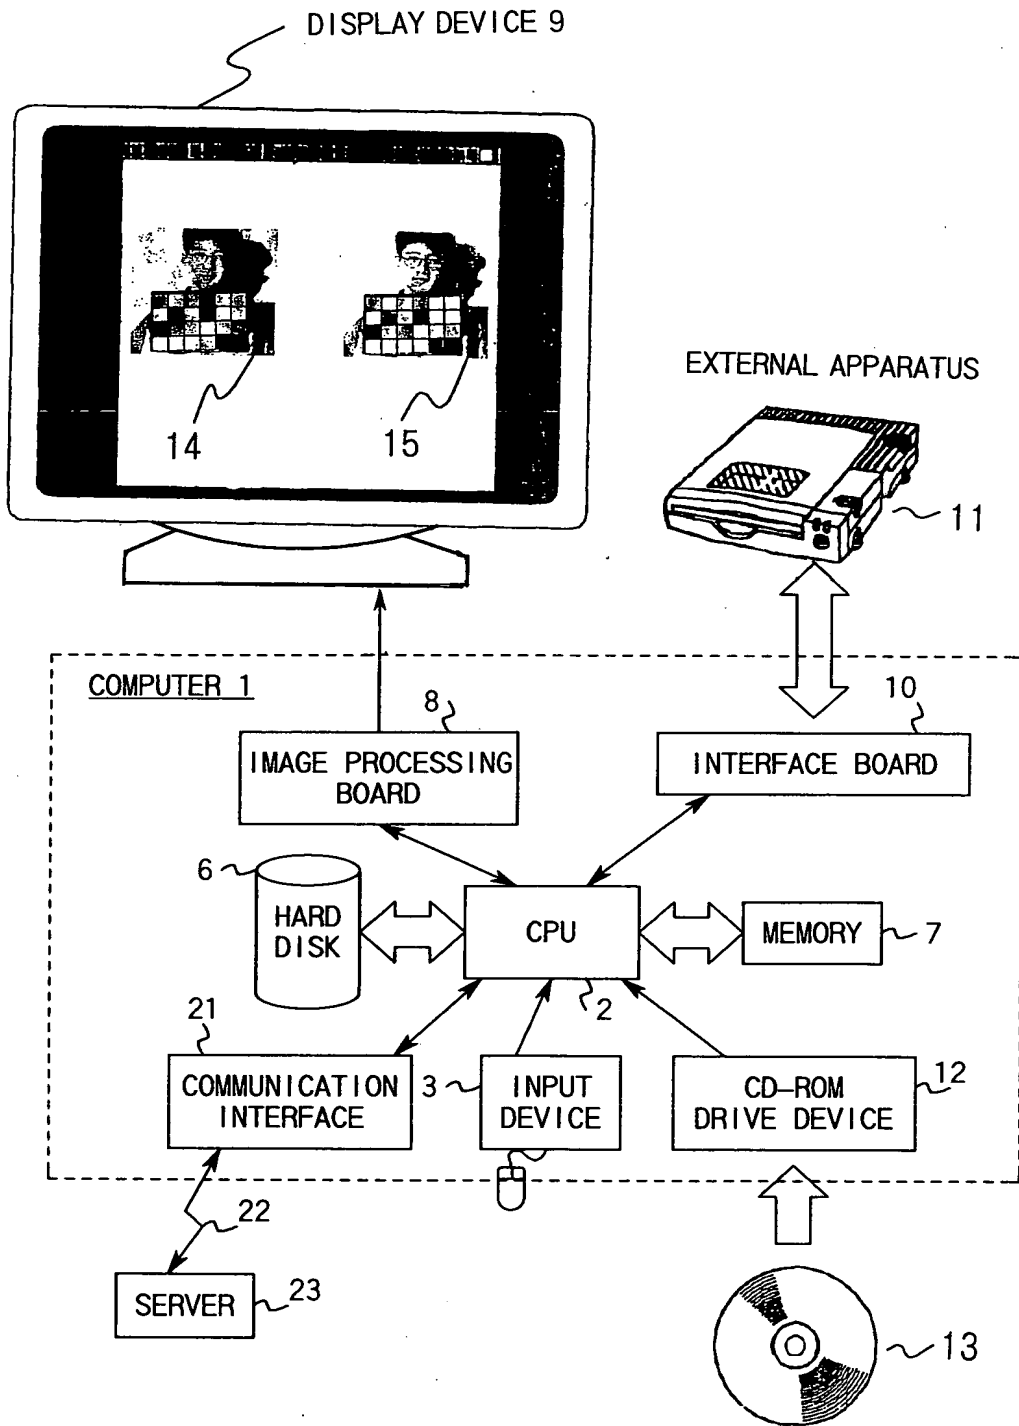 DISPLAY DEVICE 9
14
15
EXTERNAL APPARATUS
11
COMPUTER 1
8
10
IMAGE PROCESSING
BOARD
INTERFACE BOARD
6
HARD
DISK
CPU
MEMORY
7
2
21
COMMUNICATION
INTERFACE
3
INPUT
DEVICE
CD-ROM
DRIVE DEVICE
12
22
SERVER
23
13